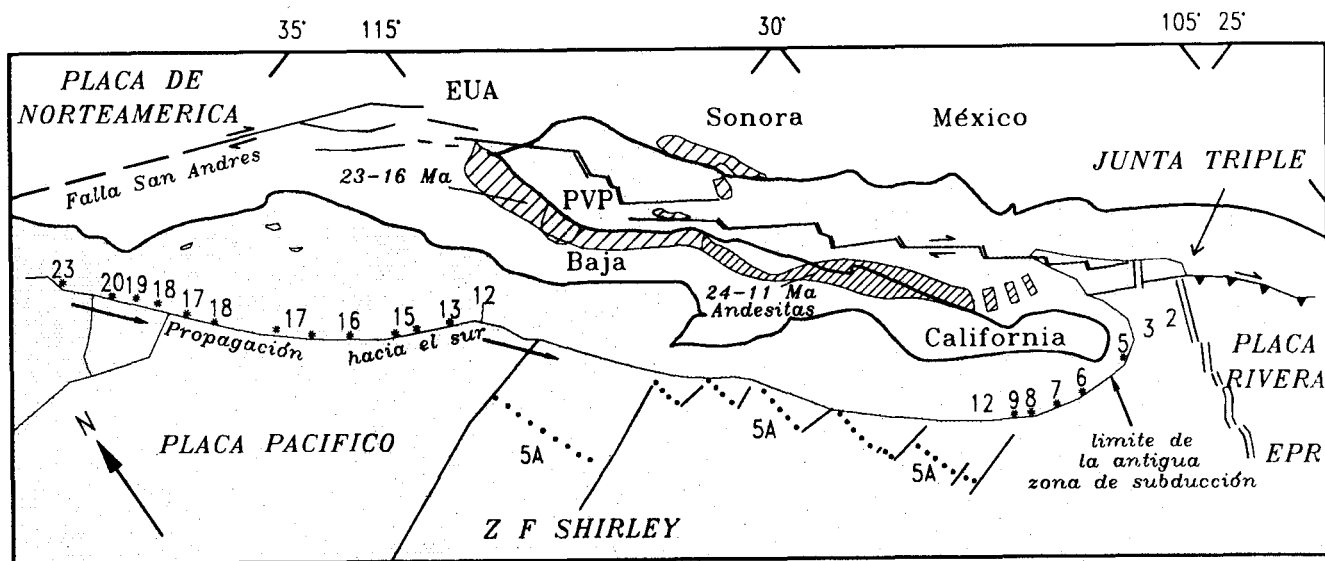 35° 115° 30° 105° 25°
PLACA DE
NORTEAMERICA
EUA
Sonora
México
JUNTA TRIPLE
Falla San Andres
23-16 Ma
PVP
Baja
24-11 Ma
Andesitas
California
23 20 19 18 17 18 17 16 15 13 12
Propagación hacia el sur
12 9 8 7 6 5 3 2
PLACA
RIVERA
EPR
N
PLACA PACIFICO
5A 5A 5A
limite de
la antigua
zona de subducción
Z F SHIRLEY